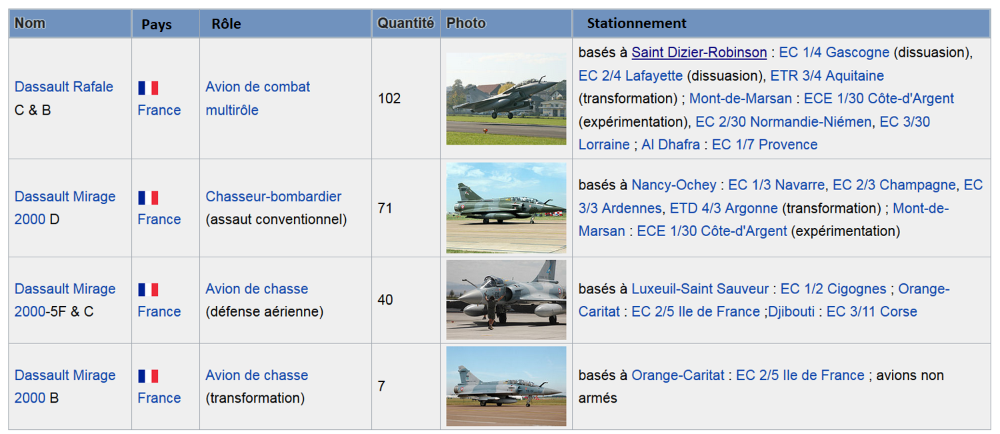 Nom Pays Rôle Quantité Photo Stationnement
Dassault Rafale
C & B
France
Avion de combat
multirôle
102
basés à Saint Dizier-Robinson : EC 1/4 Gascogne (dissuasion),
EC 2/4 Lafayette (dissuasion), ETR 3/4 Aquitaine
(transformation) ; Mont-de-Marsan : ECE 1/30 Côte-d'Argent
(expérimentation), EC 2/30 Normandie-Niémen, EC 3/30
Lorraine ; Al Dhafra : EC 1/7 Provence
Dassault Mirage
2000 D
France
Chasseur-bombardier
(assaut conventionnel)
71
basés à Nancy-Ochey : EC 1/3 Navarre, EC 2/3 Champagne, EC
3/3 Ardennes, ETD 4/3 Argonne (transformation) ; Mont-de-
Marsan : ECE 1/30 Côte-d'Argent (expérimentation)
Dassault Mirage
2000-5F & C
France
Avion de chasse
(défense aérienne)
40
basés à Luxeuil-Saint Sauveur : EC 1/2 Cigognes ; Orange-
Caritat : EC 2/5 Ile de France ;Djibouti : EC 3/11 Corse
Dassault Mirage
2000 B
France
Avion de chasse
(transformation)
7
basés à Orange-Caritat : EC 2/5 Ile de France ; avions non
armés